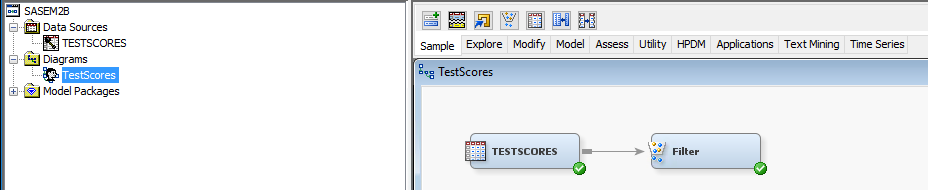 SASEM2B
Data Sources
TESTSCORES
Diagrams
TestScores
Model Packages
Sample Explore Modify Model Assess Utility HPDM Applications Text Mining Time Series
TestScores
TESTSCORES
Filter